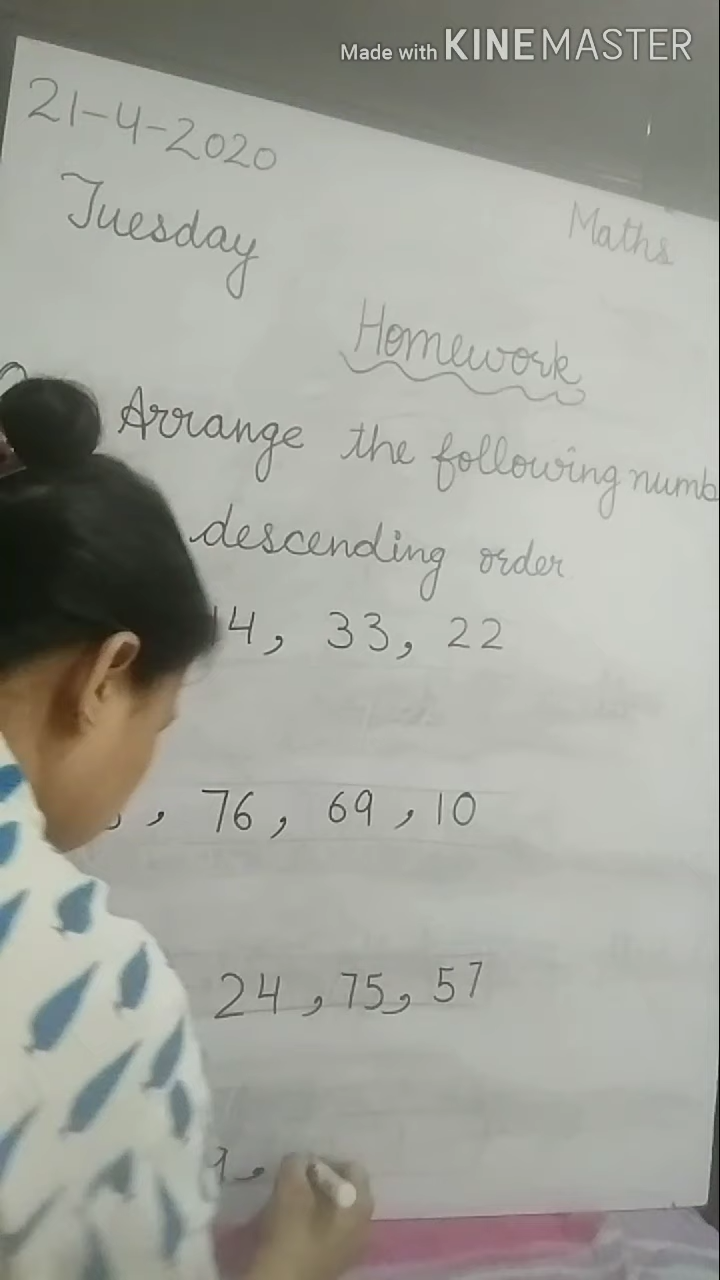 Made with KINEMASTER
21-4-2020
Tuesday
Maths
Homework
Arrange the following numb
descending order
14, 33, 22
, 76, 69, 10
24, 75, 57